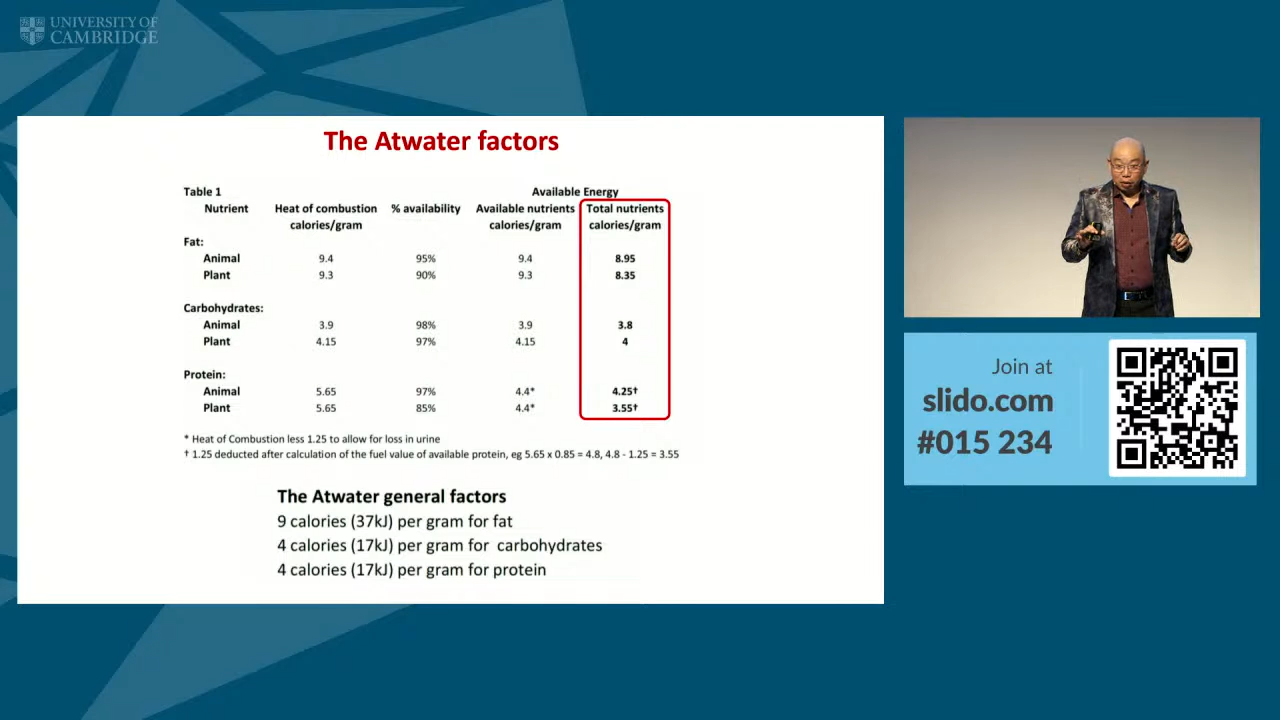 UNIVERSITY OF
CAMBRIDGE
The Atwater factors
Table 1 Available Energy
Nutrient Heat of combustion % availability Available nutrients Total nutrients
calories/gram calories/gram calories/gram
Fat:
Animal 9.4 95% 9.4 8.95
Plant 9.3 90% 9.3 8.35
Carbohydrates:
Animal 3.9 98% 3.9 3.8
Plant 4.15 97% 4.15 4
Protein:
Animal 5.65 97% 4.4* 4.25†
Plant 5.65 85% 4.4* 3.55†
* Heat of Combustion less 1.25 to allow for loss in urine
† 1.25 deducted after calculation of the fuel value of available protein, eg 5.65 x 0.85 = 4.8, 4.8 - 1.25 = 3.55
The Atwater general factors
9 calories (37kJ) per gram for fat
4 calories (17kJ) per gram for carbohydrates
4 calories (17kJ) per gram for protein
Join at
slido.com
#015 234